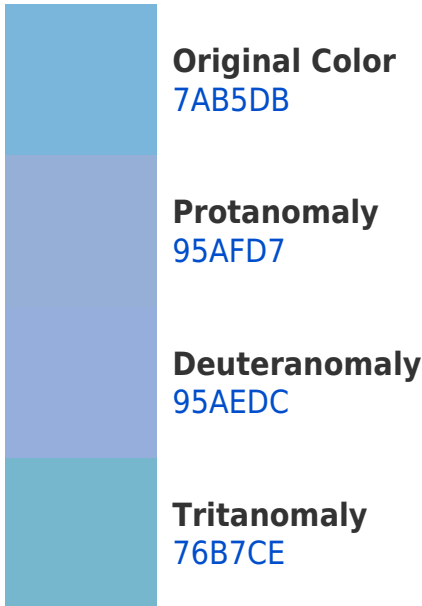 Original Color
7AB5DB
Protanomaly
95AFD7
Deuteranomaly
95AEDC
Tritanomaly
76B7CE